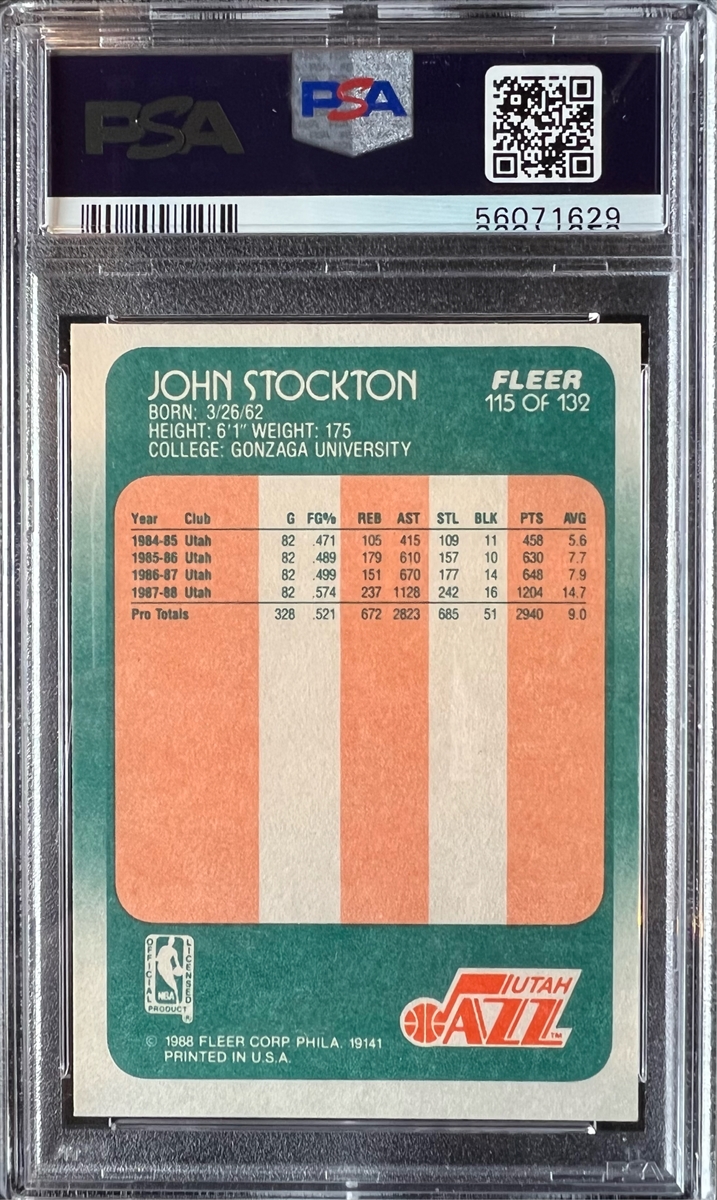 PSA
PSA
56071629
JOHN STOCKTON
BORN: 3/26/62
HEIGHT: 6'1" WEIGHT: 175
COLLEGE: GONZAGA UNIVERSITY
FLEER
115 OF 132
Year Club G FG% REB AST STL BLK PTS AVG
1984-85 Utah 82 .471 105 415 109 11 458 5.6
1985-86 Utah 82 .489 179 610 157 10 630 7.7
1986-87 Utah 82 .499 151 670 177 14 648 7.9
1987-88 Utah 82 .574 237 1128 242 16 1204 14.7
Pro Totals 328 .521 672 2823 685 51 2940 9.0
OFFICIAL
LICENSED
NBA
PRODUCT
®
UTAH
JAZZ
™
© 1988 FLEER CORP. PHILA. 19141
PRINTED IN U.S.A.
PSA